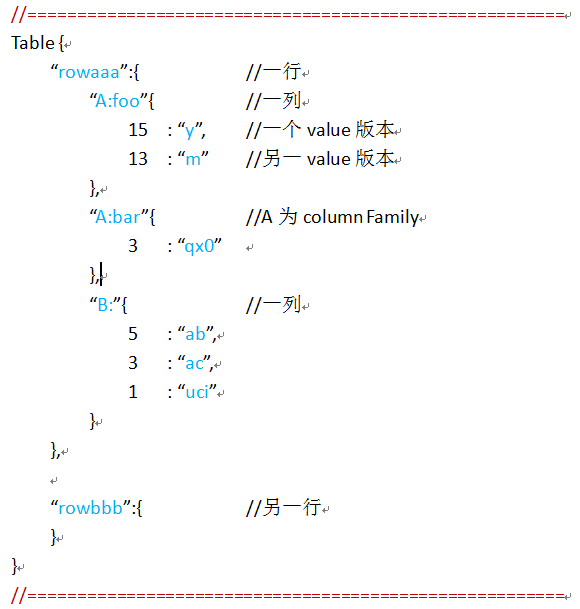 //==================================================
Table {
“rowaaa”:{ //一行
“A:foo”{ //一列
15 : “y”, //一个 value 版本
13 : “m” //另一 value 版本
},
“A:bar”{ //A 为 column Family
3 : “qx0”
},
“B:”{ //一列
5 : “ab”,
3 : “ac”,
1 : “uci”
}
},
“rowbbb”:{ //另一行
}
}
//==================================================